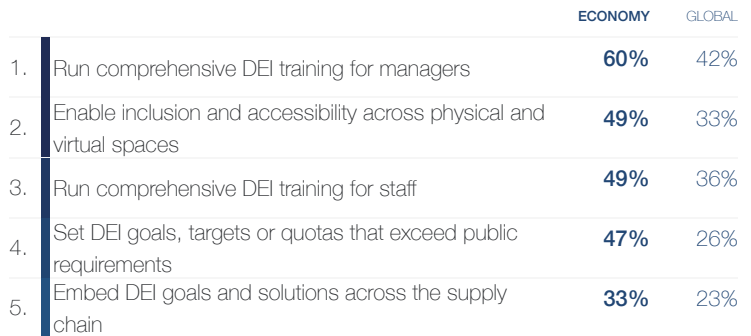 ECONOMY GLOBAL
1. Run comprehensive DEI training for managers 60% 42%
2. Enable inclusion and accessibility across physical and
virtual spaces 49% 33%
3. Run comprehensive DEI training for staff 49% 36%
4. Set DEI goals, targets or quotas that exceed public
requirements 47% 26%
5. Embed DEI goals and solutions across the supply
chain 33% 23%